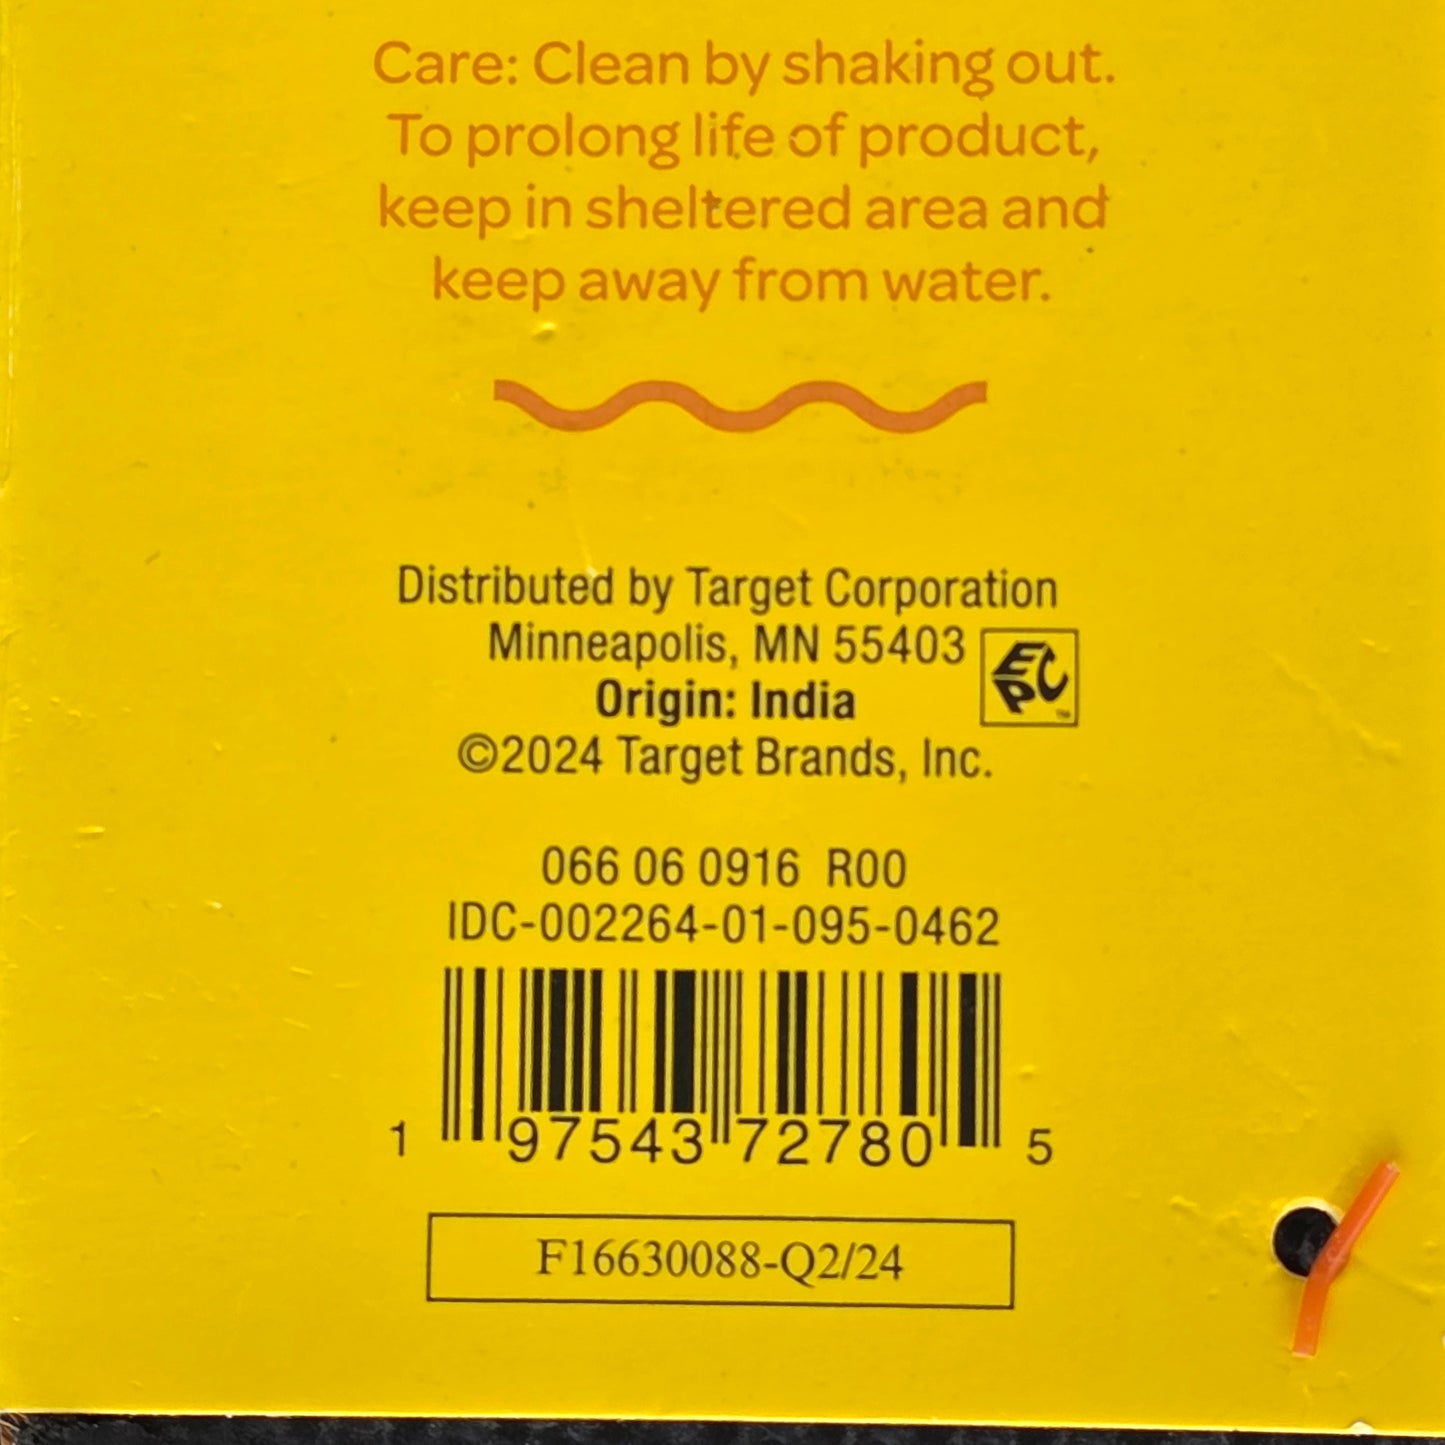 Care: Clean by shaking out.
To prolong life of product,
keep in sheltered area and
keep away from water.
Distributed by Target Corporation
Minneapolis, MN 55403
EPC™
Origin: India
©2024 Target Brands, Inc.
066 06 0916 R00
IDC-002264-01-095-0462
1 97543 72780 5
F16630088-Q2/24